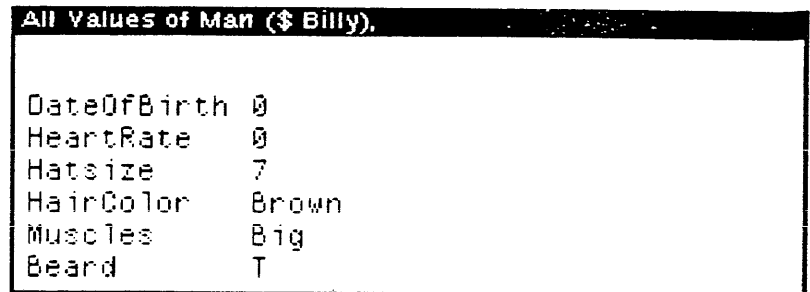 All Values of Man ($ Billy).
DateOfBirth 0
HeartRate 0
Hatsize 7
HairColor Brown
Muscles Big
Beard T